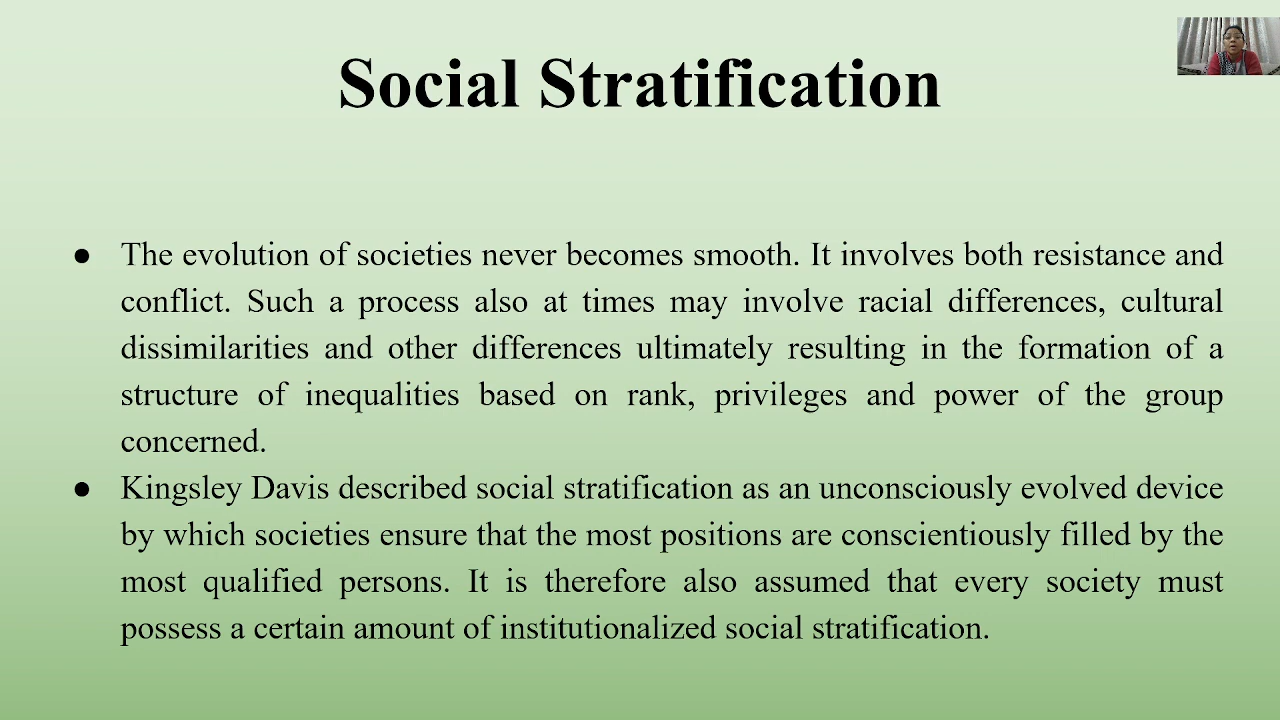 Social Stratification
● The evolution of societies never becomes smooth. It involves both resistance and
conflict. Such a process also at times may involve racial differences, cultural
dissimilarities and other differences ultimately resulting in the formation of a
structure of inequalities based on rank, privileges and power of the group
concerned.
● Kingsley Davis described social stratification as an unconsciously evolved device
by which societies ensure that the most positions are conscientiously filled by the
most qualified persons. It is therefore also assumed that every society must
possess a certain amount of institutionalized social stratification.